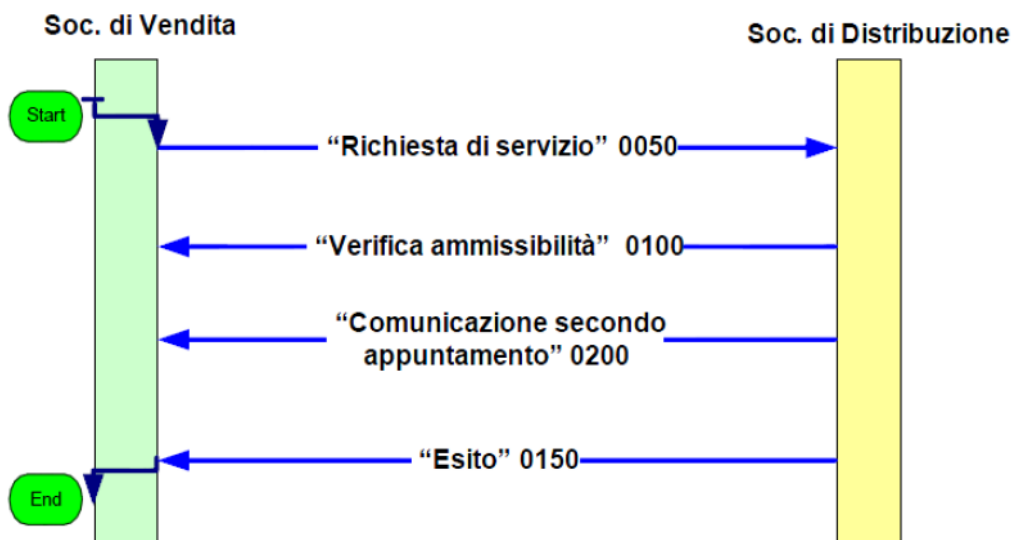 Soc. di Vendita
Soc. di Distribuzione
Start
“Richiesta di servizio” 0050
“Verifica ammissibilità” 0100
“Comunicazione secondo
appuntamento” 0200
“Esito” 0150
End